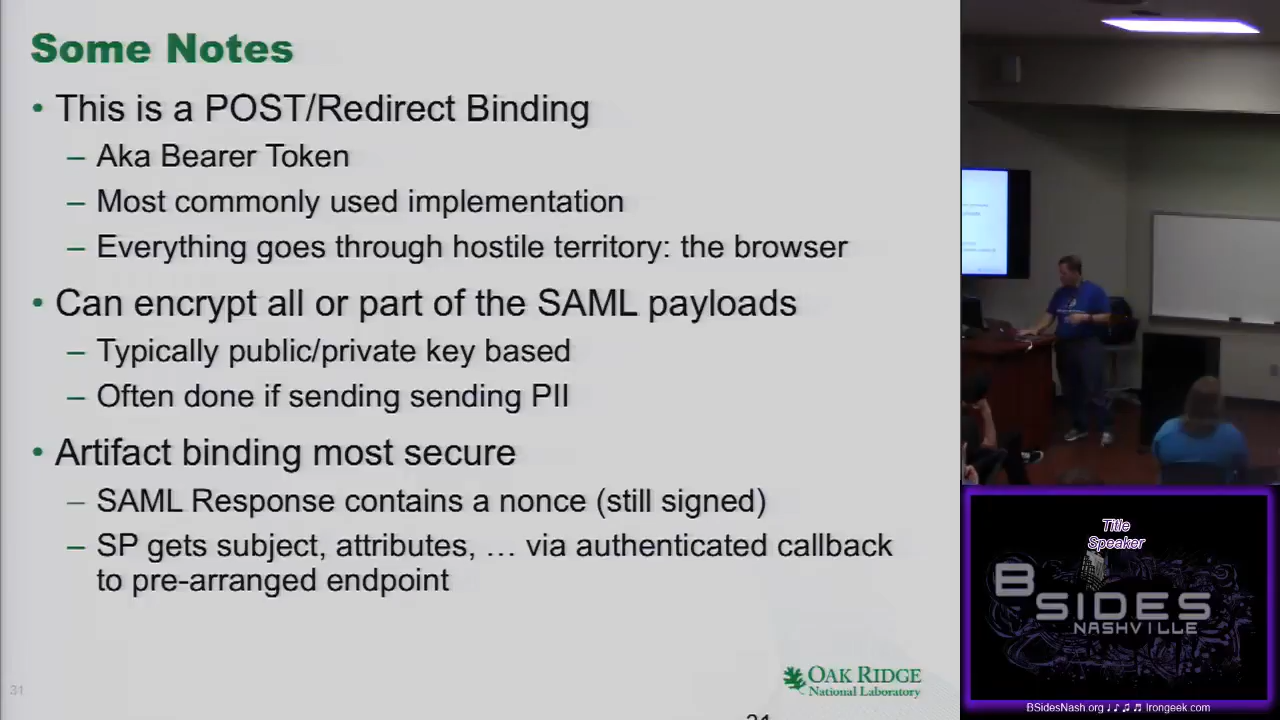 Some Notes
• This is a POST/Redirect Binding
– Aka Bearer Token
– Most commonly used implementation
– Everything goes through hostile territory: the browser
• Can encrypt all or part of the SAML payloads
– Typically public/private key based
– Often done if sending sending PII
• Artifact binding most secure
– SAML Response contains a nonce (still signed)
– SP gets subject, attributes, … via authenticated callback
to pre-arranged endpoint
31
OAK RIDGE
National Laboratory
Title
Speaker
BSIDES
NASHVILLE
BSidesNash.org ♩ ♪ ♫ ♬ Irongeek.com